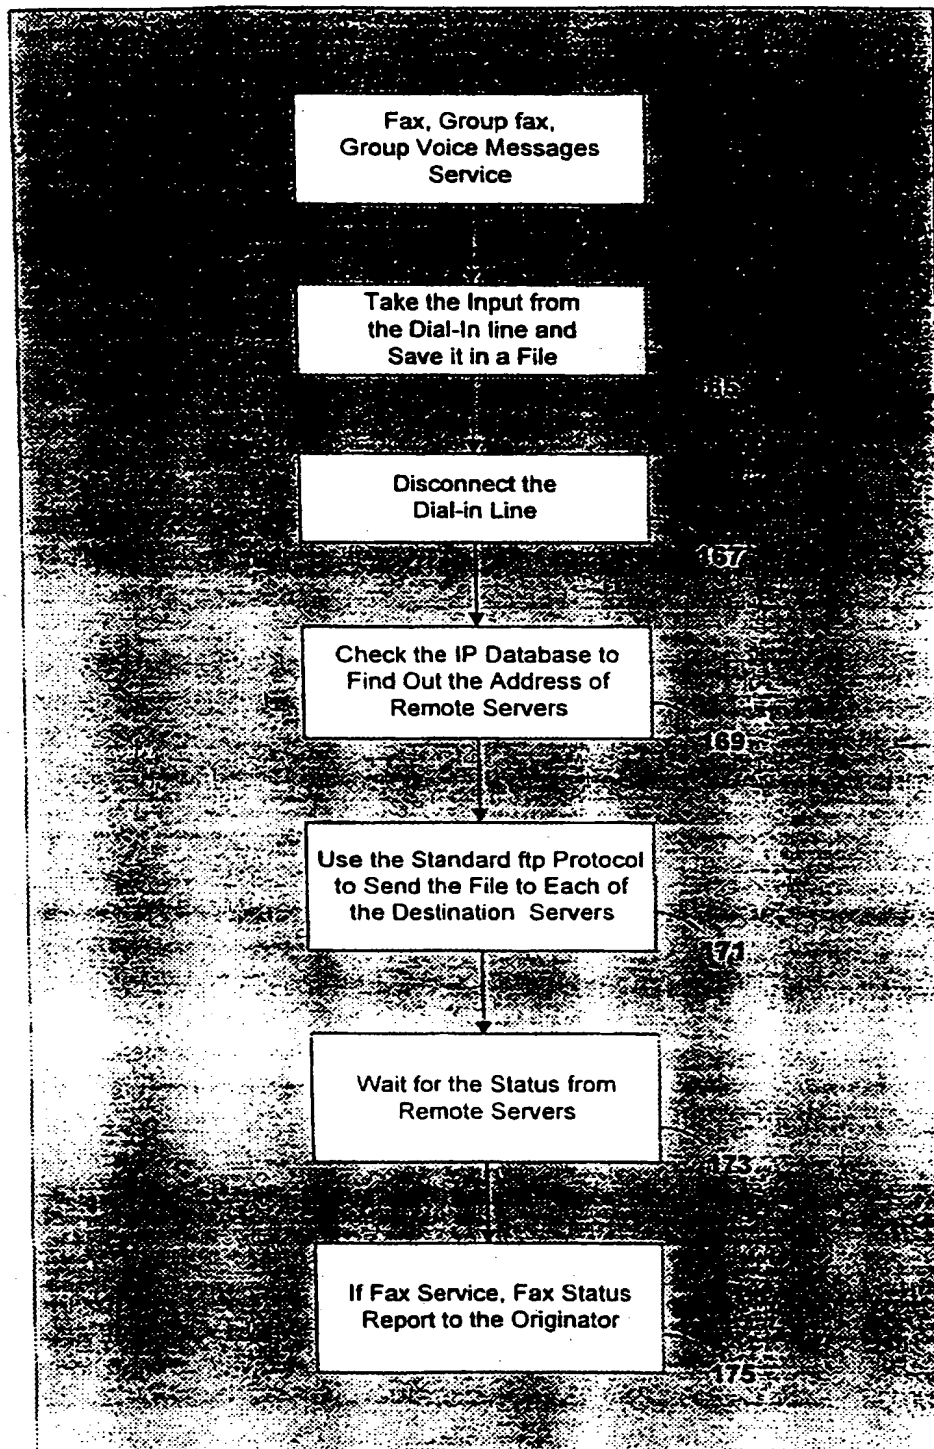 Fax, Group fax,
Group Voice Messages
Service
Take the Input from
the Dial-In line and
Save it in a File
Disconnect the
Dial-in Line
167
Check the IP Database to
Find Out the Address of
Remote Servers
169
Use the Standard ftp Protocol
to Send the File to Each of
the Destination Servers
171
Wait for the Status from
Remote Servers
173
If Fax Service, Fax Status
Report to the Originator
175